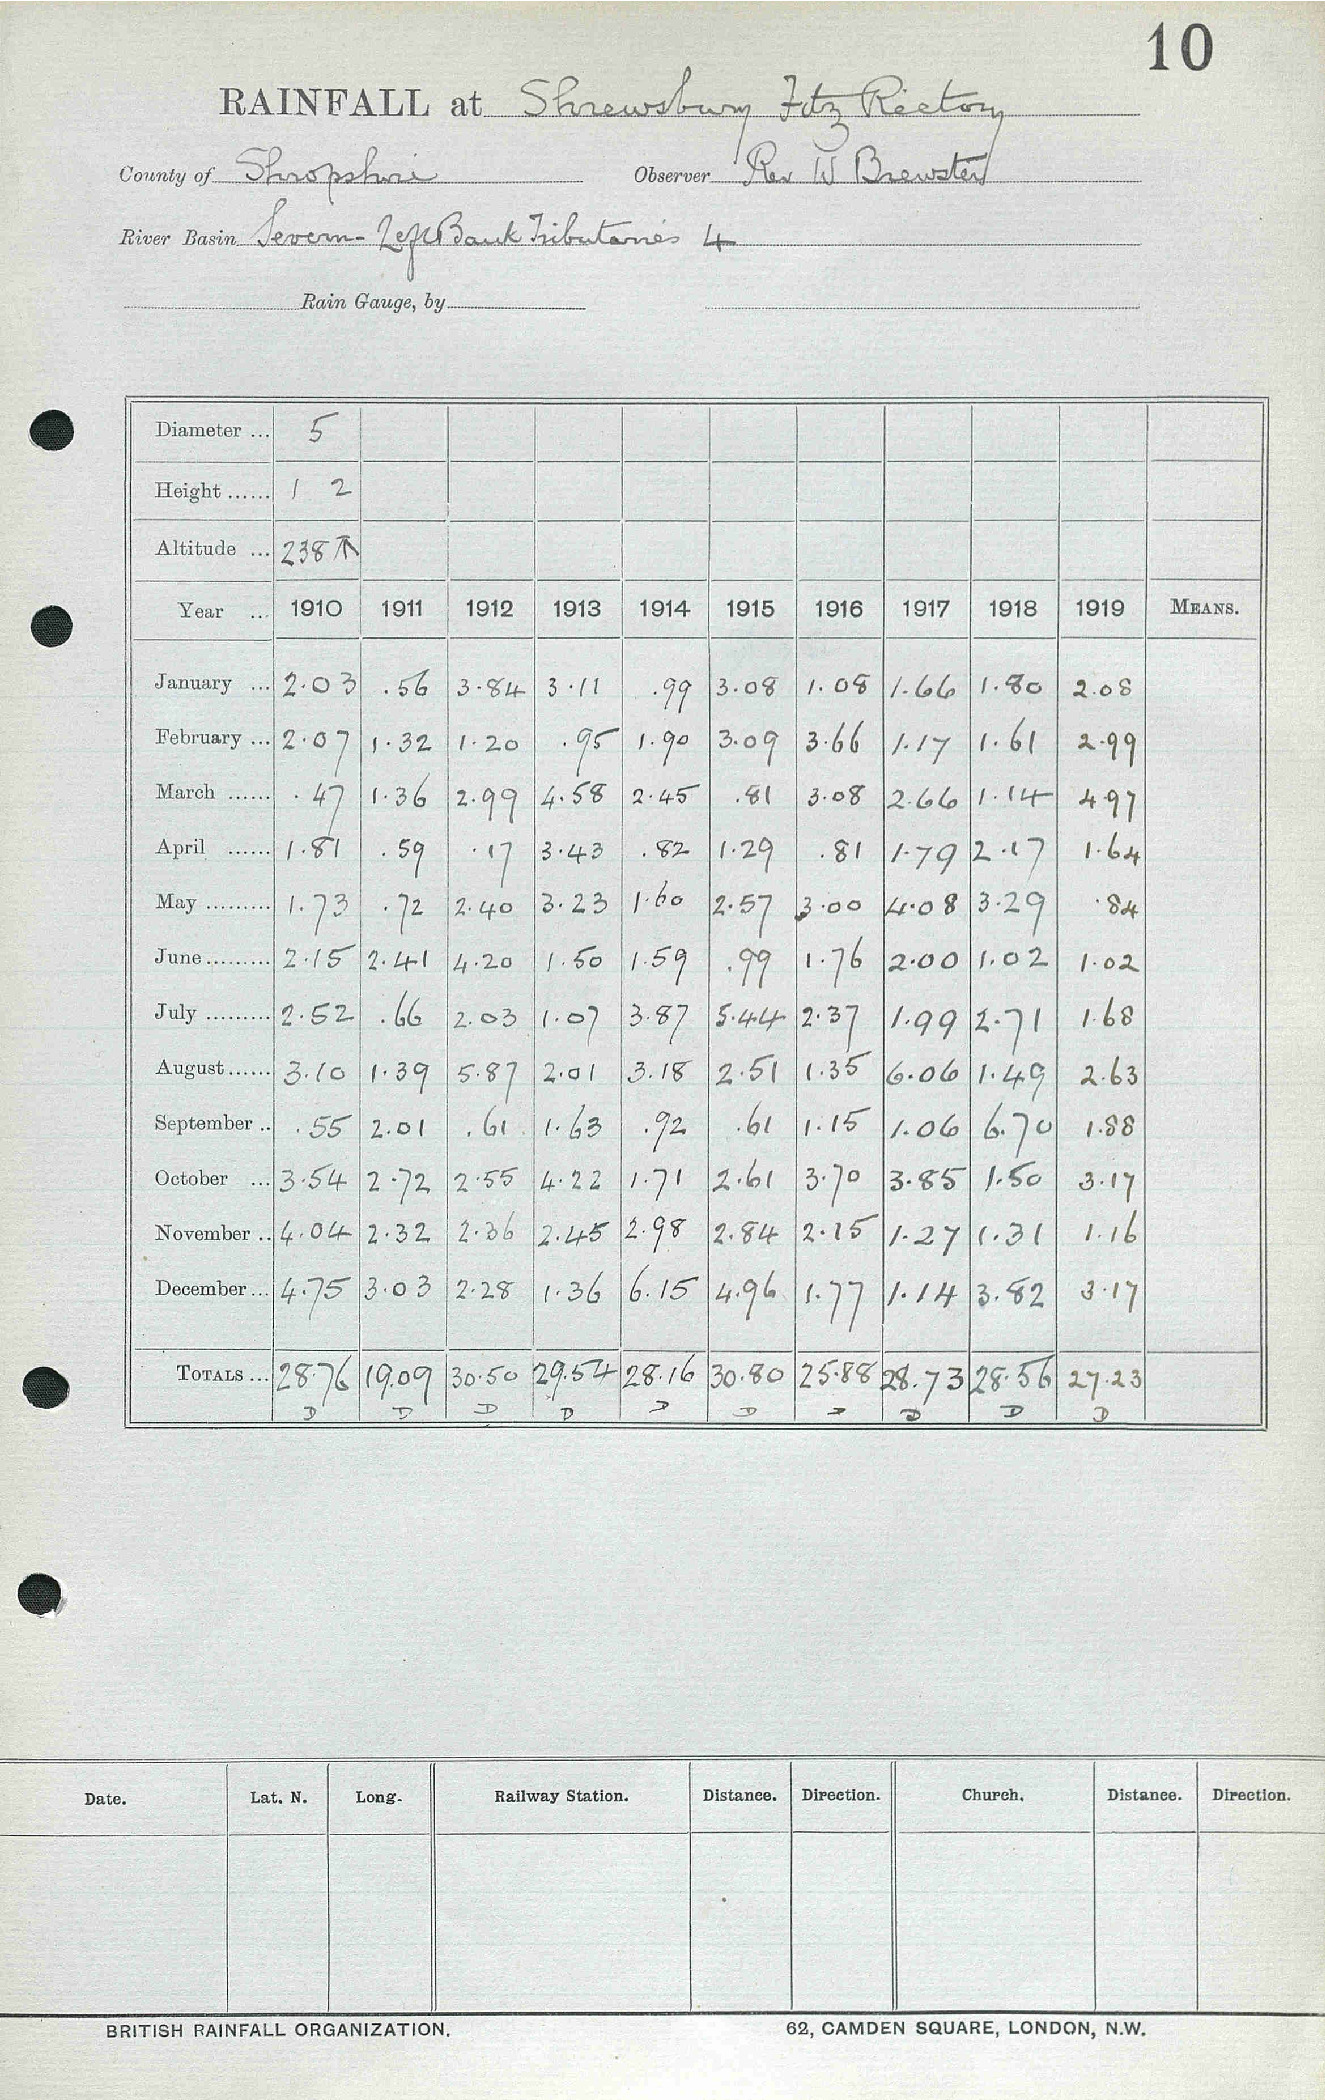 10
RAINFALL at Shrewsbury Fitz Rectory
County of Shropshire Observer Rev W Brewster
River Basin Severn - Left Bank Tributaries 4
Rain Gauge, by
Diameter ... 5
Height ...... 1 2
Altitude ... 238
Year ... 1910 1911 1912 1913 1914 1915 1916 1917 1918 1919 MEANS.
January ... 2.03 .56 3.84 3.11 .99 3.08 1.08 1.66 1.80 2.08
February ... 2.07 1.32 1.20 .95 1.90 3.09 3.66 1.17 1.61 2.99
March ...... .47 1.36 2.99 4.58 2.45 .81 3.08 2.66 1.14 4.97
April ...... 1.81 .59 .17 3.43 .82 1.29 .81 1.79 2.17 1.64
May ......... 1.73 .72 2.40 3.23 1.60 2.57 3.00 4.08 3.29 .84
June ......... 2.15 2.41 4.20 1.50 1.59 .99 1.76 2.00 1.02 1.02
July ......... 2.52 .66 2.03 1.07 3.87 5.44 2.37 1.99 2.71 1.68
August ...... 3.10 1.39 5.87 2.01 3.18 2.51 1.35 6.06 1.49 2.63
September .. .55 2.01 .61 1.63 .92 .61 1.15 1.06 6.70 1.88
October ... 3.54 2.72 2.55 4.22 1.71 2.61 3.70 3.85 1.50 3.17
November .. 4.04 2.32 2.36 2.45 2.98 2.84 2.15 1.27 1.31 1.16
December ... 4.75 3.03 2.28 1.36 6.15 4.96 1.77 1.14 3.82 3.17
TOTALS ... 28.76 19.09 30.50 29.54 28.16 30.80 25.88 28.73 28.56 27.23
D D D D D D D D D D
Date. Lat. N. Long. Railway Station. Distance. Direction. Church. Distance. Direction.
BRITISH RAINFALL ORGANIZATION. 62, CAMDEN SQUARE, LONDON, N.W.